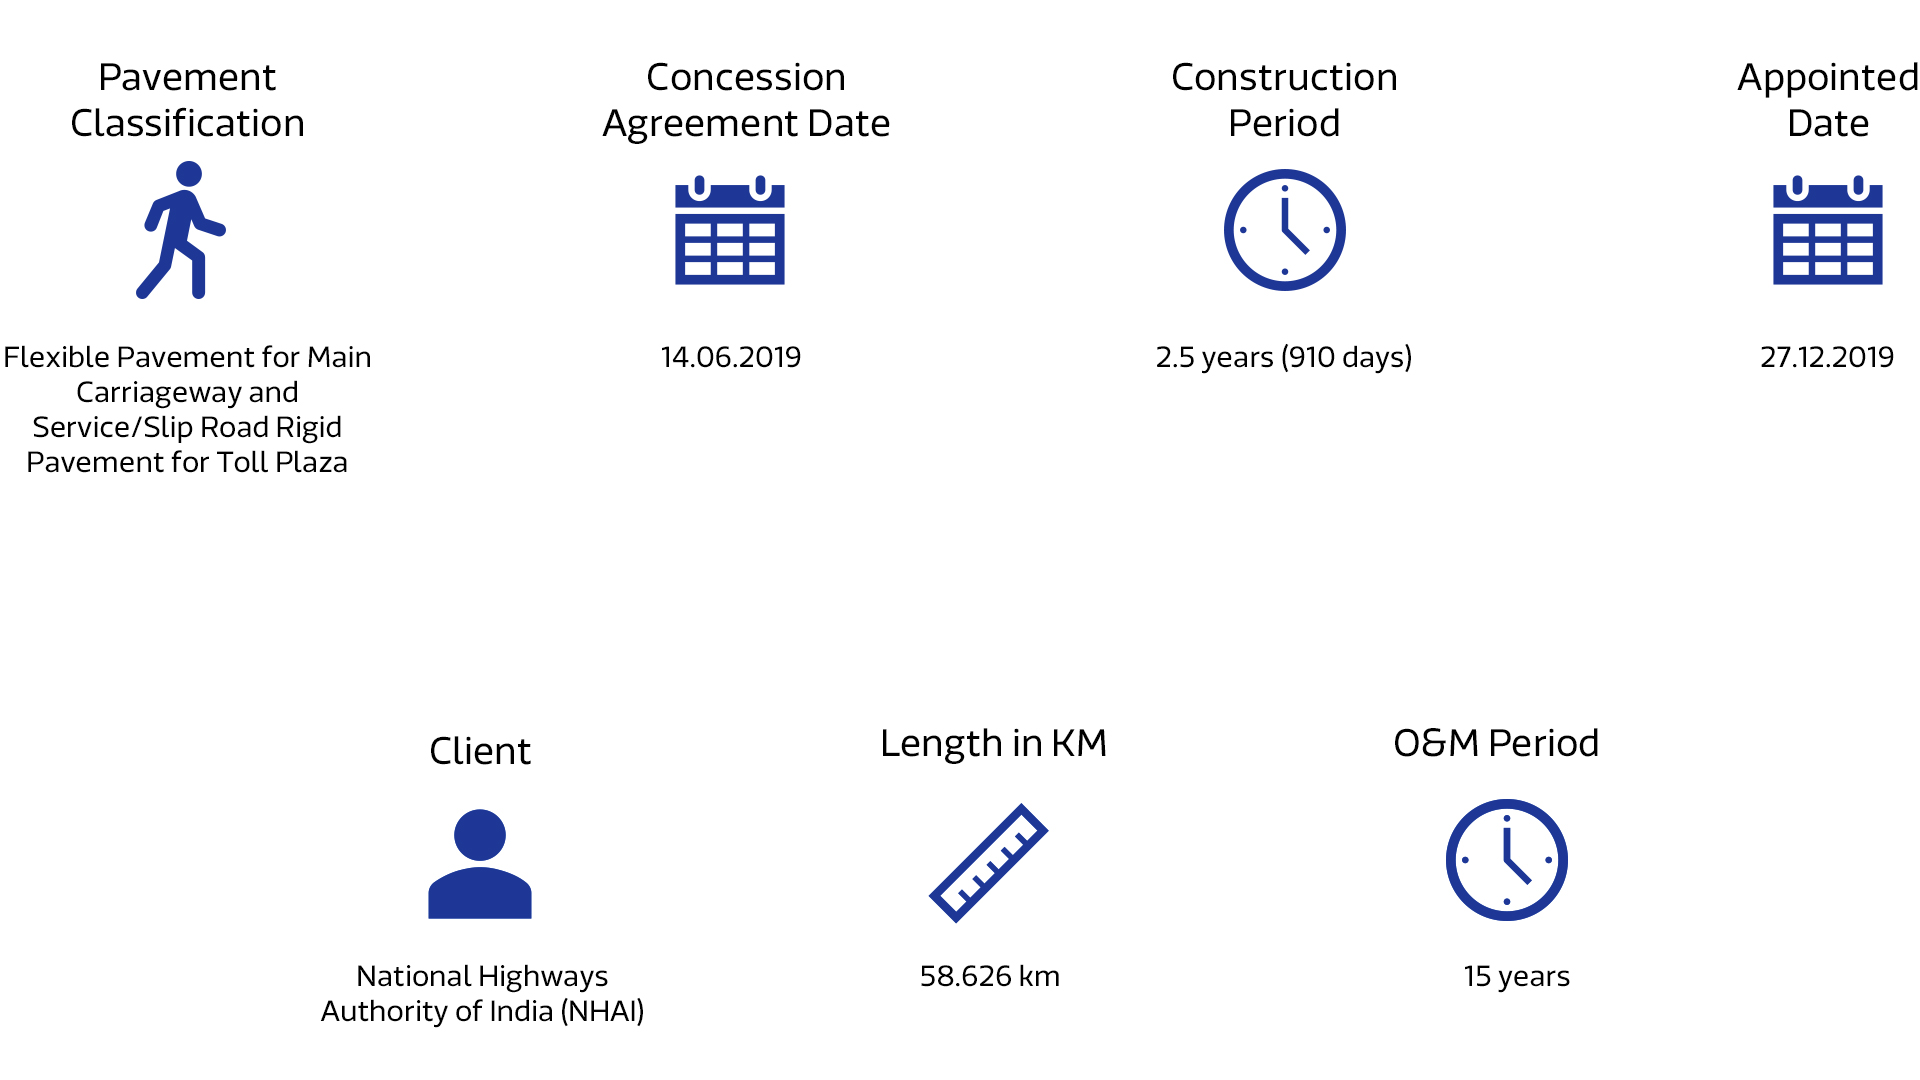 Pavement
Classification
Flexible Pavement for Main
Carriageway and
Service/Slip Road Rigid
Pavement for Toll Plaza
Concession
Agreement Date
14.06.2019
Construction
Period
2.5 years (910 days)
Appointed
Date
27.12.2019
Client
National Highways
Authority of India (NHAI)
Length in KM
58.626 km
O&M Period
15 years